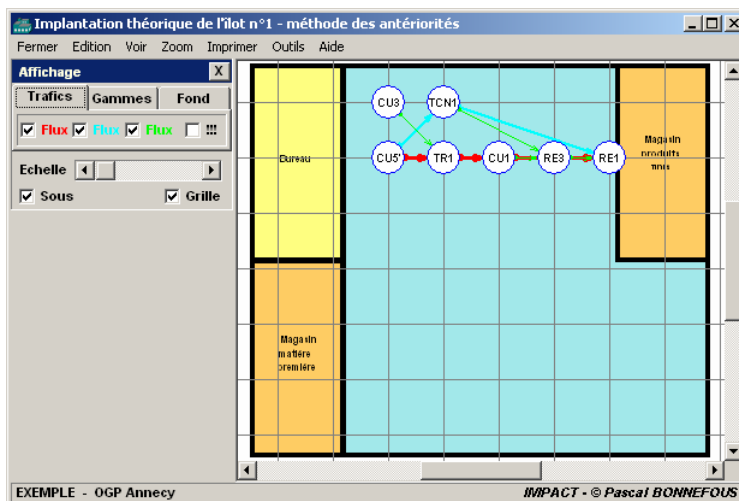 Implantation théorique de l'îlot n°1 - méthode des antériorités
Fermer Edition Voir Zoom Imprimer Outils Aide
Affichage X
Trafics Gammes Fond
Flux Flux Flux !!!
Echelle
Sous Grille
CU3 TCN1
CU5' TR1 CU1 RE3 RE1
Bureau
Magasin
produits
finis
Magasin
matière
première
EXEMPLE - OGP Annecy
IMPACT - © Pascal BONNEFOUS